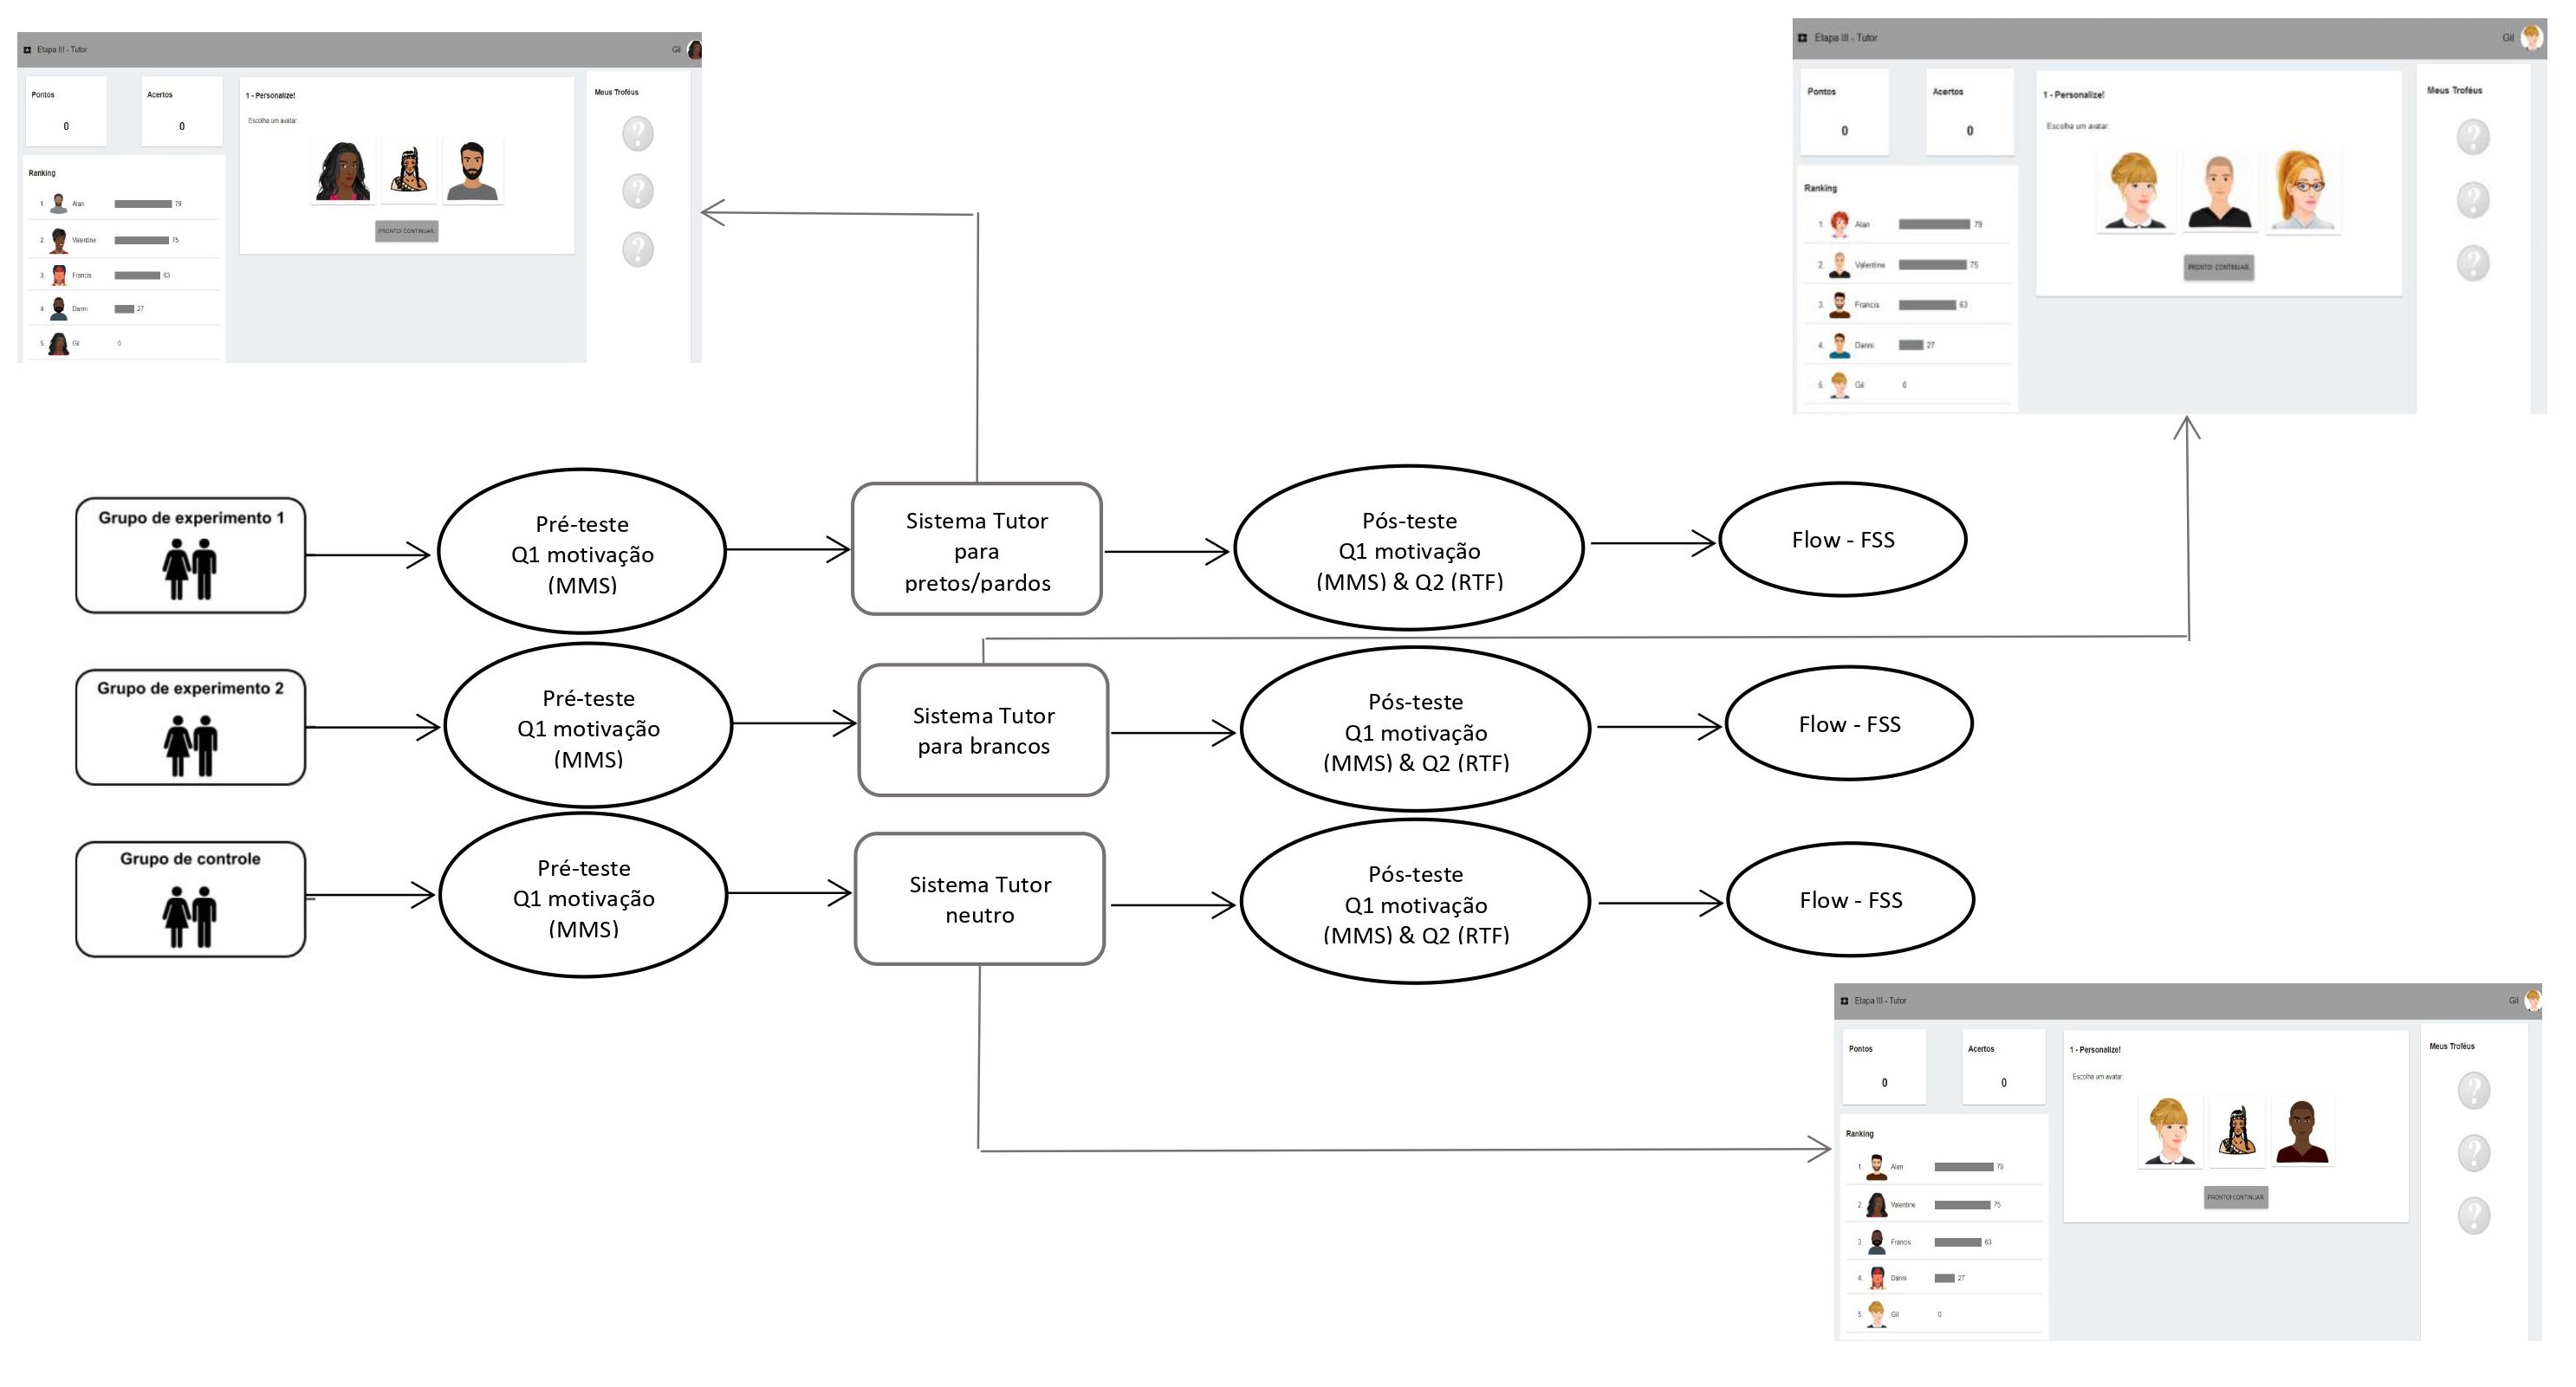 Etapa III - Tutor
Gil
Pontos
0
Acertos
0
1 - Personalize!
Escolha um avatar:
PRONTO! CONTINUAR.
Meus Troféus
?
?
?
Ranking
1. Alan 79
2. Valentine 75
3. Francis 63
4. Danni 27
5. Gil 0
Etapa III - Tutor
Gil
Pontos
0
Acertos
0
1 - Personalize!
Escolha um avatar:
PRONTO! CONTINUAR.
Meus Troféus
?
?
?
Ranking
1. Alan 79
2. Valentine 75
3. Francis 63
4. Danni 27
5. Gil 0
Grupo de experimento 1
Pré-teste
Q1 motivação
(MMS)
Sistema Tutor
para
pretos/pardos
Pós-teste
Q1 motivação
(MMS) & Q2 (RTF)
Flow - FSS
Grupo de experimento 2
Pré-teste
Q1 motivação
(MMS)
Sistema Tutor
para brancos
Pós-teste
Q1 motivação
(MMS) & Q2 (RTF)
Flow - FSS
Grupo de controle
Pré-teste
Q1 motivação
(MMS)
Sistema Tutor
neutro
Pós-teste
Q1 motivação
(MMS) & Q2 (RTF)
Flow - FSS
Etapa III - Tutor
Gil
Pontos
0
Acertos
0
1 - Personalize!
Escolha um avatar:
PRONTO! CONTINUAR.
Meus Troféus
?
?
?
Ranking
1. Alan 79
2. Valentine 75
3. Francis 63
4. Danni 27
5. Gil 0